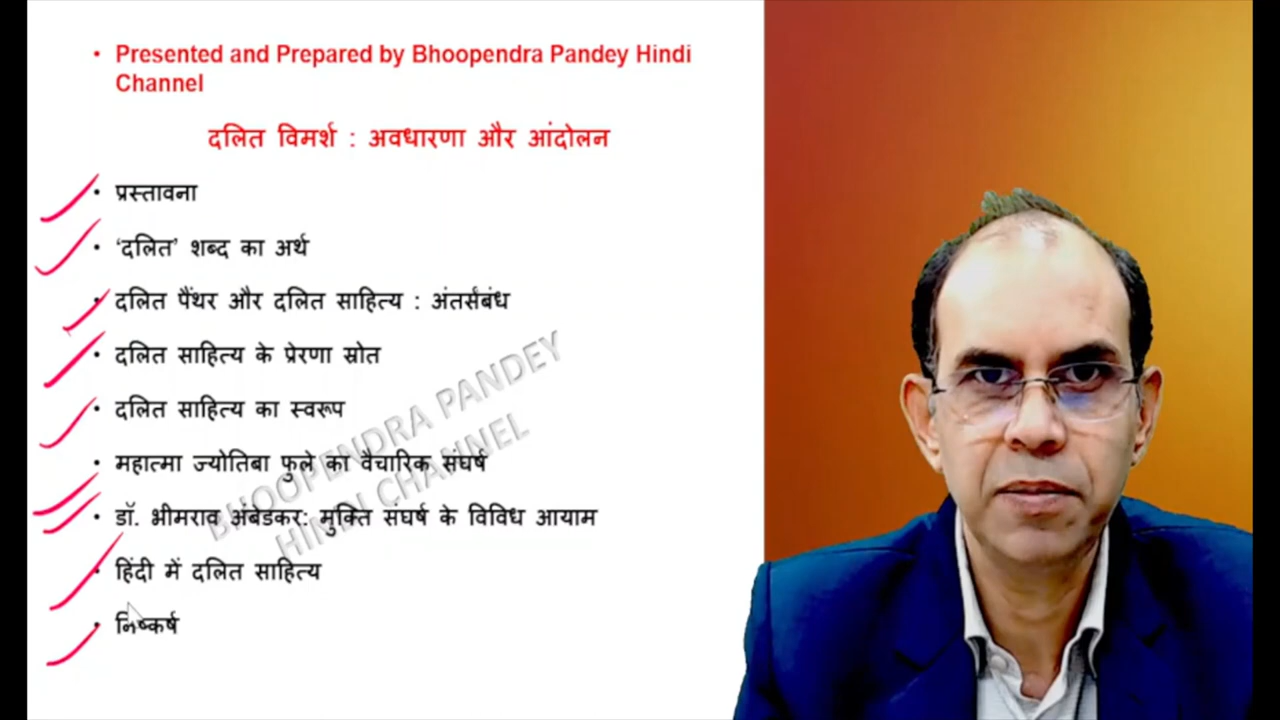 • Presented and Prepared by Bhoopendra Pandey Hindi
Channel
दलित विमर्श : अवधारणा और आंदोलन
• प्रस्तावना
• ‘दलित’ शब्द का अर्थ
• दलित पैंथर और दलित साहित्य : अंतर्संबंध
• दलित साहित्य के प्रेरणा स्रोत
• दलित साहित्य का स्वरूप
• महात्मा ज्योतिबा फुले का वैचारिक संघर्ष
• डॉ. भीमराव अंबेडकर: मुक्ति संघर्ष के विविध आयाम
• हिंदी में दलित साहित्य
• निष्कर्ष
BHOOPENDRA PANDEY
HINDI CHANNEL